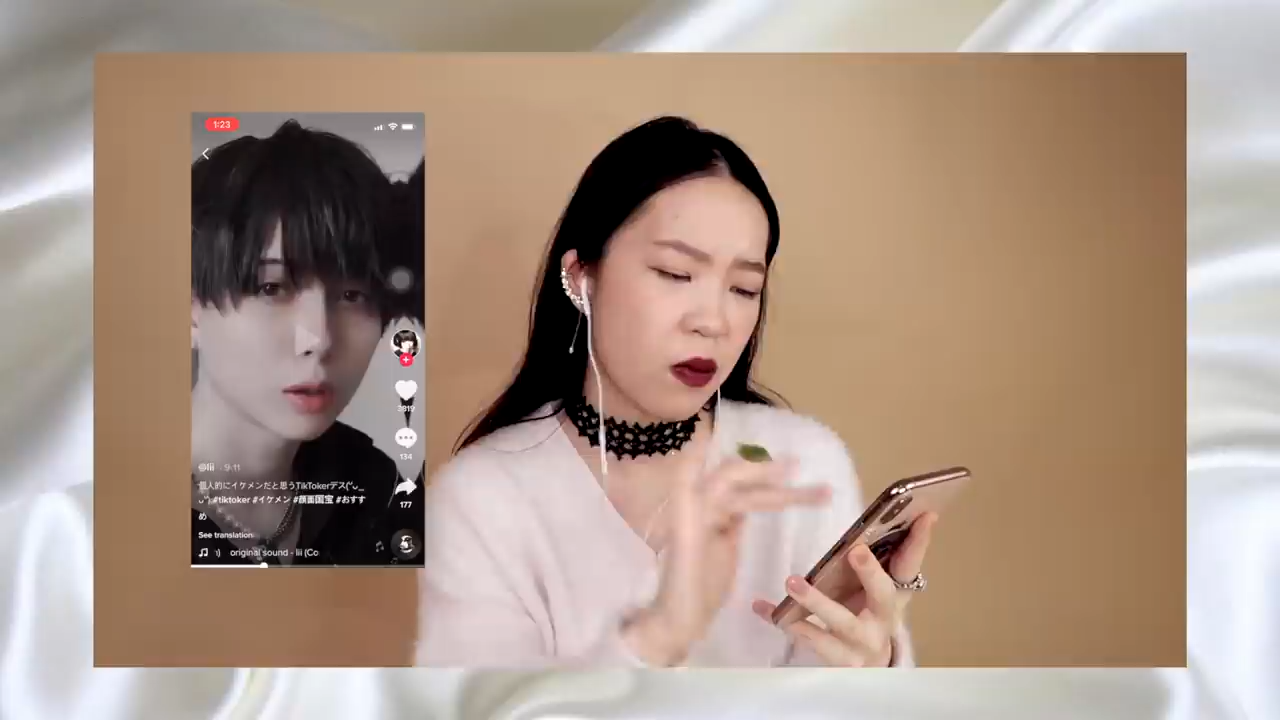 1:23
3819
134
177
@lii · 9-11
個人的にイケメンだと思うTikTokerデス(˘ᴗ_
ᴗ˘) #tiktoker #イケメン #顔面国宝 #おすす
め
See translation
original sound - lii (Co